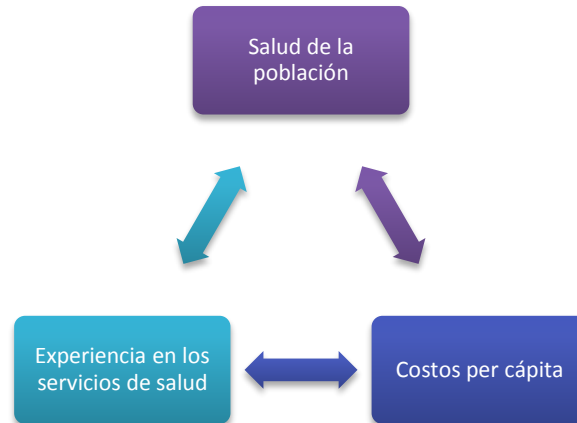 Salud de la
población
Experiencia en los
servicios de salud
Costos per cápita